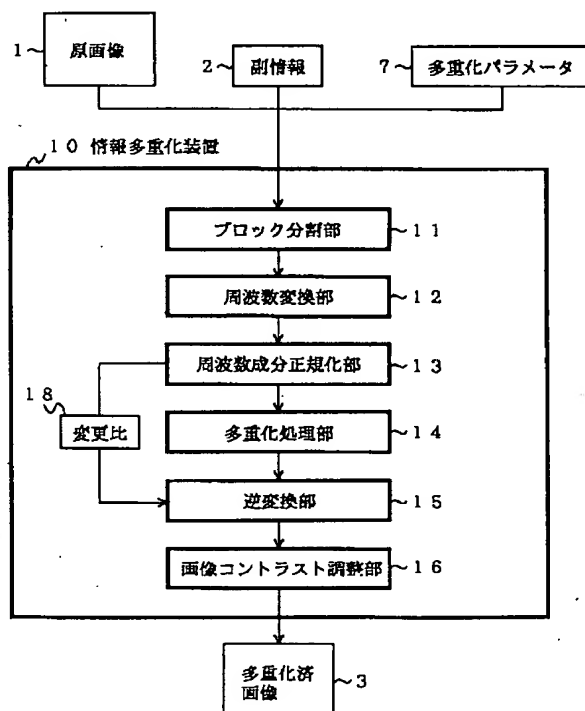 1
原画像
2
副情報
7
多重化パラメータ
10 情報多重化装置
ブロック分割部
11
周波数変換部
12
周波数成分正規化部
13
18
変更比
多重化処理部
14
逆変換部
15
画像コントラスト調整部
16
多重化済
画像
3